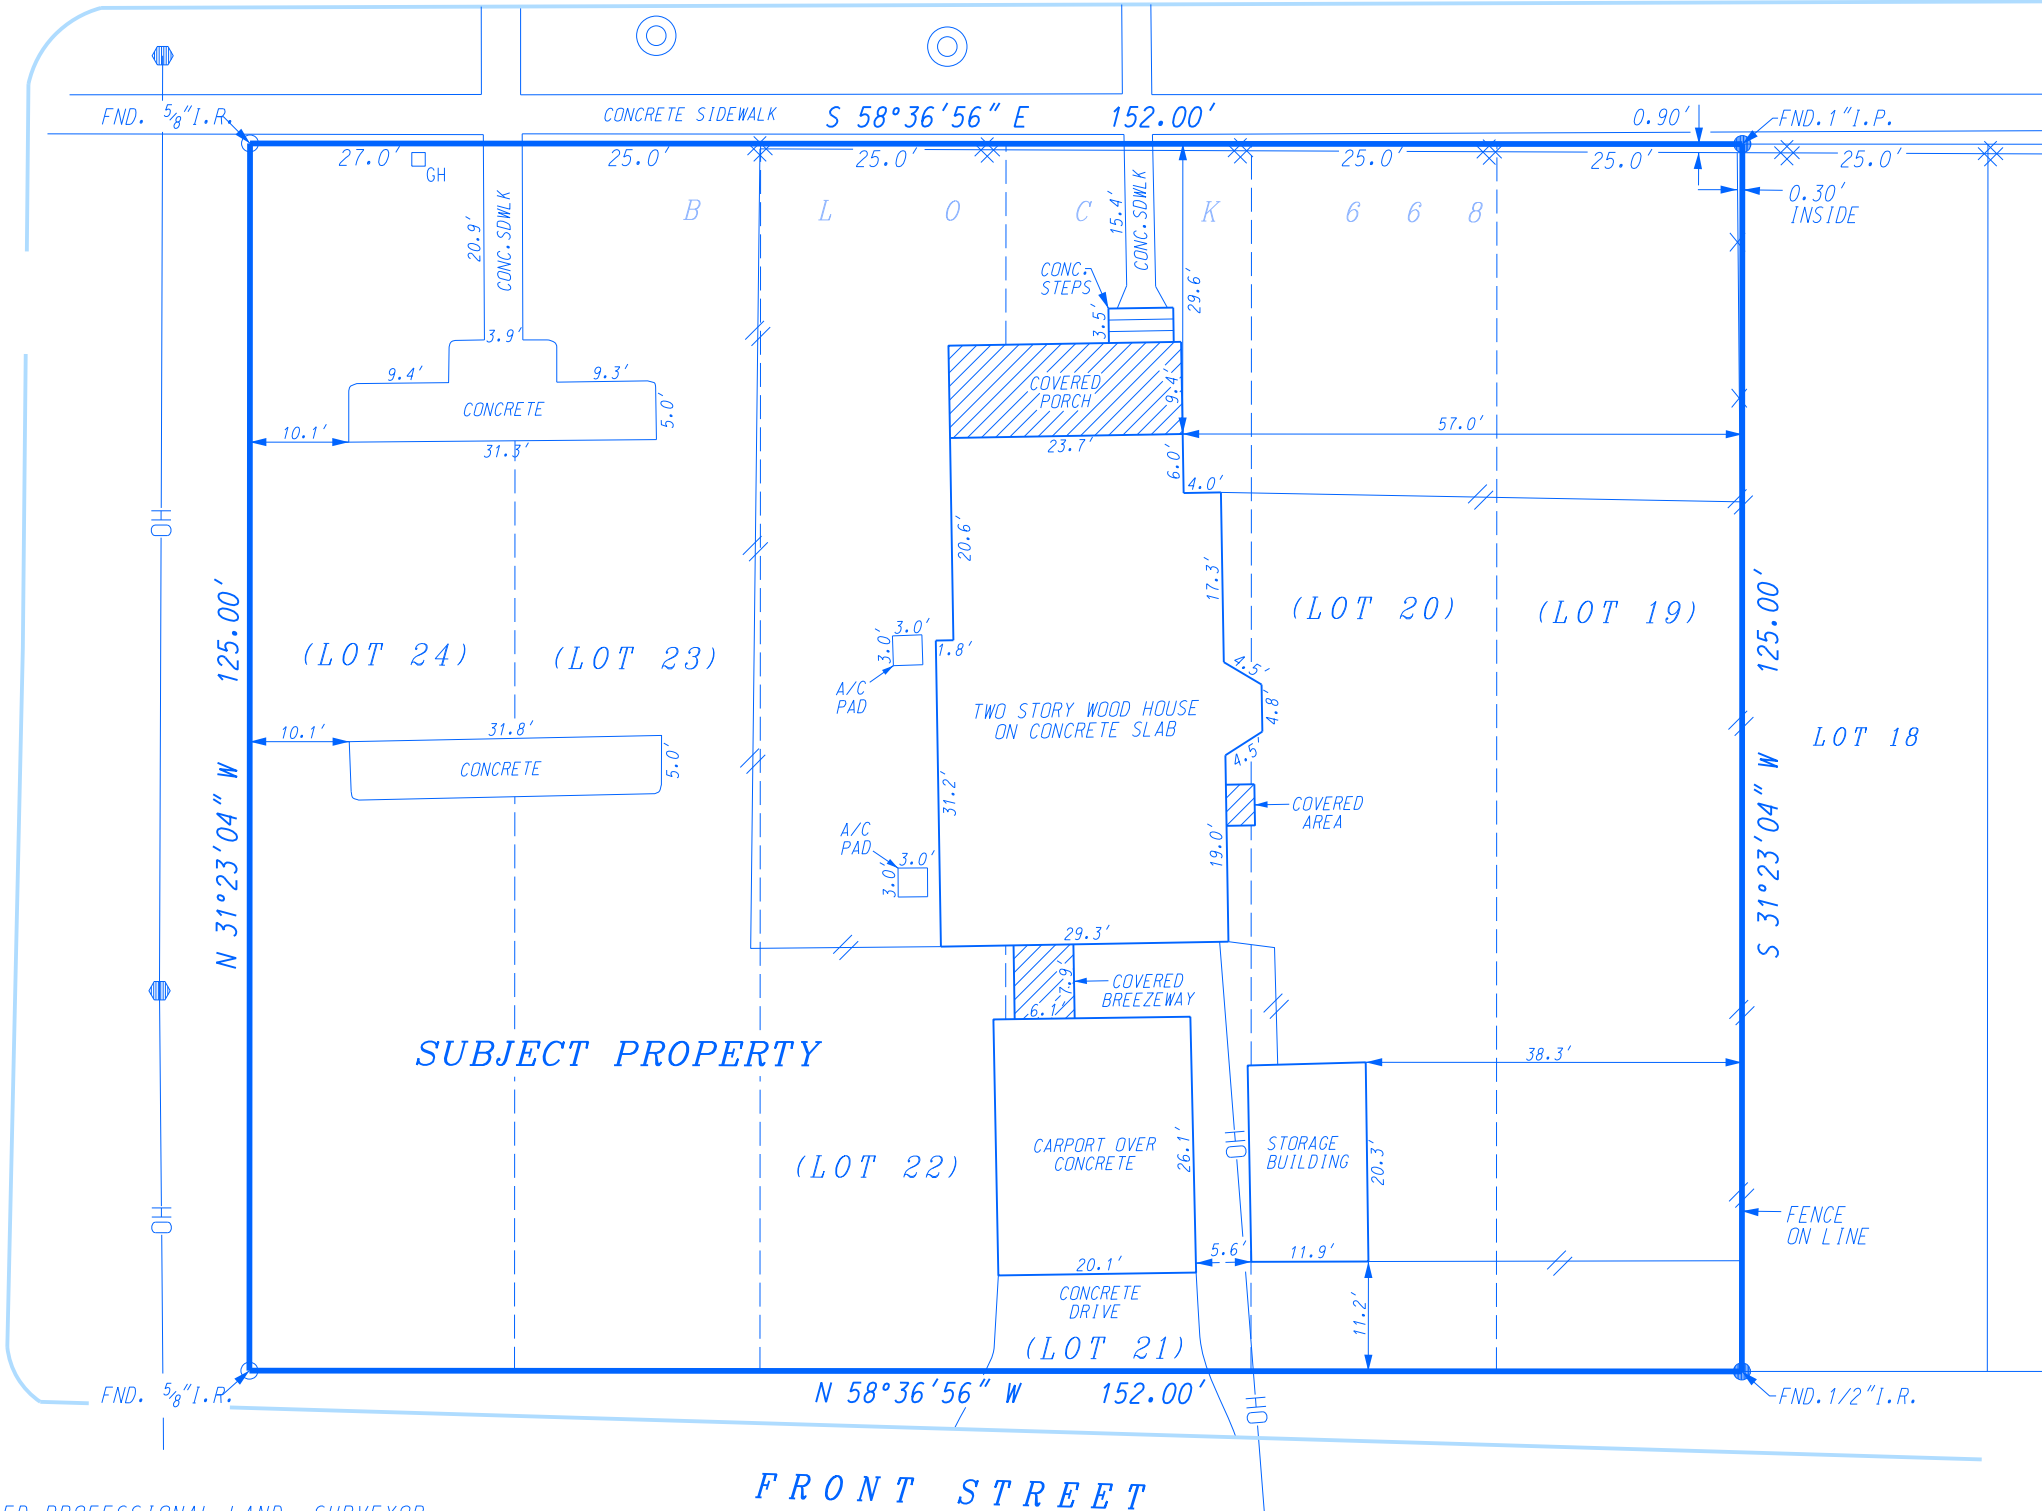 FND. 5/8"I.R.
CONCRETE SIDEWALK
S 58°36'56" E 152.00'
0.90'
FND.1"I.P.
27.0'
GH
25.0'
25.0'
25.0'
25.0'
25.0'
0.30'
INSIDE
B L O C K 6 6 8
20.9'
CONC.SDWLK
15.4'
CONC.SDWLK
CONC.
STEPS
3.5'
29.6'
3.9'
9.4'
9.3'
CONCRETE
5.0'
10.1'
31.3'
COVERED
PORCH
9.4'
23.7'
57.0'
6.0'
4.0'
OH
20.6'
17.3'
N 31°23'04" W 125.00'
(LOT 24)
(LOT 23)
(LOT 20)
(LOT 19)
S 31°23'04" W 125.00'
LOT 18
3.0'
3.0'
A/C
PAD
1.8'
4.5'
4.8'
4.5'
TWO STORY WOOD HOUSE
ON CONCRETE SLAB
10.1'
31.8'
CONCRETE
5.0'
31.2'
COVERED
AREA
19.0'
A/C
PAD
3.0'
3.0'
29.3'
7.9'
6.1'
COVERED
BREEZEWAY
SUBJECT PROPERTY
38.3'
CARPORT OVER
CONCRETE
26.1'
OH
STORAGE
BUILDING
20.3'
(LOT 22)
OH
FENCE
ON LINE
20.1'
5.6'
11.9'
CONCRETE
DRIVE
11.2'
(LOT 21)
FND. 5/8"I.R.
N 58°36'56" W 152.00'
OH
FND.1/2"I.R.
FRONT STREET
PROFESSIONAL LAND SURVEYOR